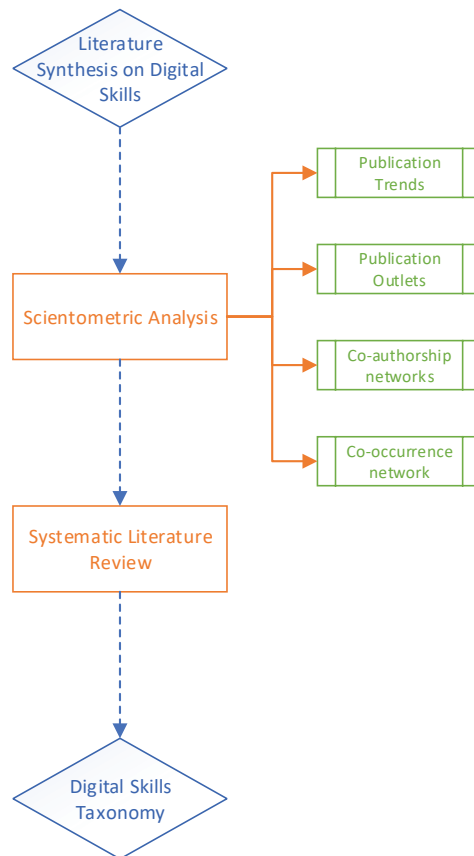 Literature
Synthesis on Digital
Skills
Publication
Trends
Publication
Outlets
Scientometric Analysis
Co-authorship
networks
Co-occurrence
network
Systematic Literature
Review
Digital Skills
Taxonomy